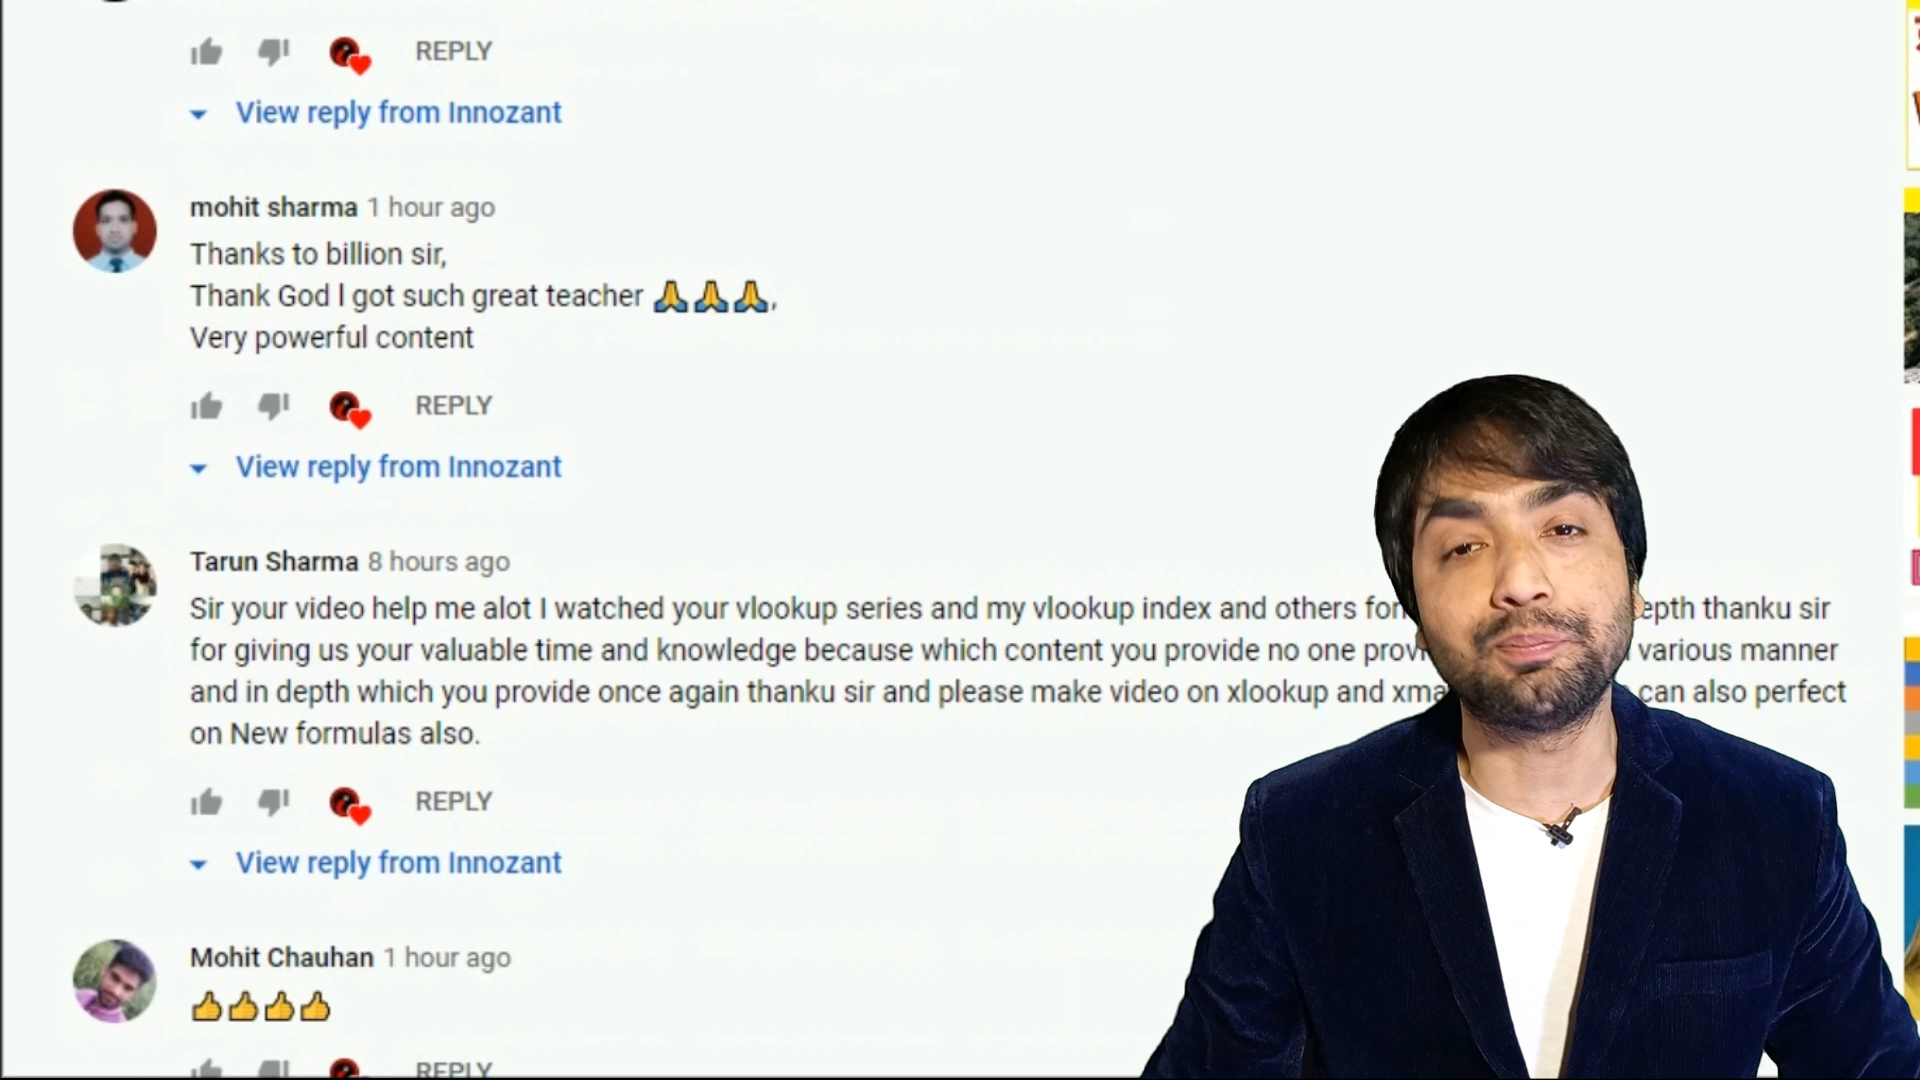 REPLY
View reply from Innozant
mohit sharma 1 hour ago
Thanks to billion sir,
Thank God I got such great teacher 🙏🙏🙏,
Very powerful content
REPLY
View reply from Innozant
Tarun Sharma 8 hours ago
Sir your video help me alot I watched your vlookup series and my vlookup index and others thanku sir
for giving us your valuable time and knowledge because which content you provide no one various manner
and in depth which you provide once again thanku sir and please make video on xlookup and can also perfect
on New formulas also.
REPLY
View reply from Innozant
Mohit Chauhan 1 hour ago
👍👍👍👍
REPLY